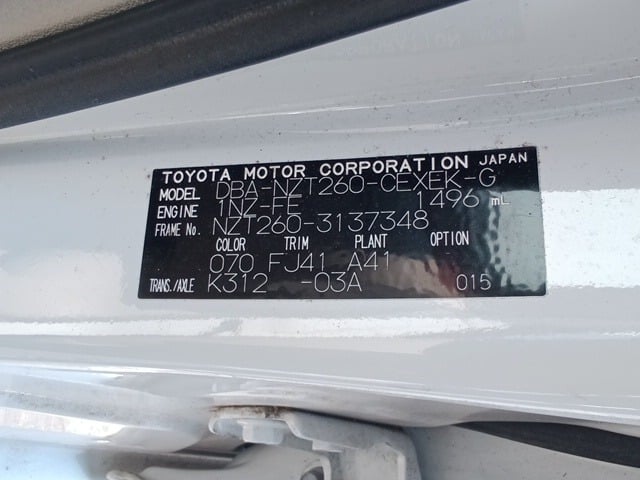 TOYOTA MOTOR CORPORATION JAPAN
MODEL DBA-NZT260-CEXEK-G
ENGINE 1NZ-FE 1496 mL
FRAME No. NZT260-3137348
COLOR TRIM PLANT OPTION
070 FJ41 A41
TRANS./AXLE K312 -03A 015